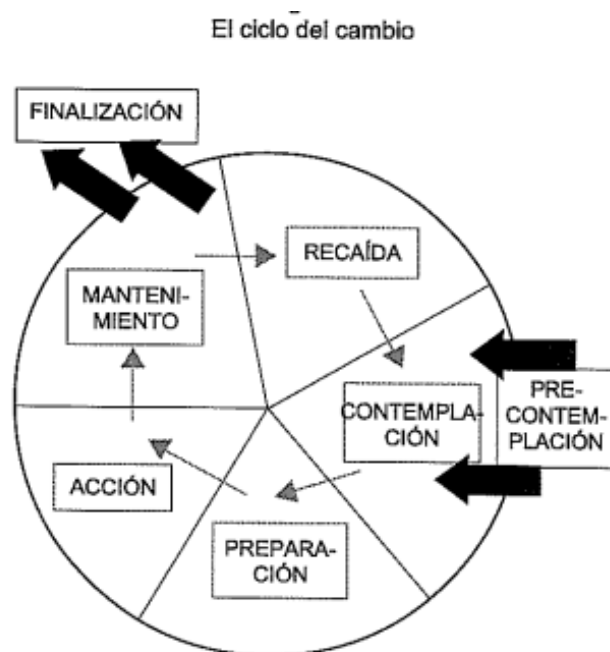 El ciclo del cambio
FINALIZACIÓN
RECAÍDA
MANTENI-
MIENTO
CONTEMPLA-
CIÓN
PRE-
CONTEM-
PLACIÓN
ACCIÓN
PREPARA-
CIÓN